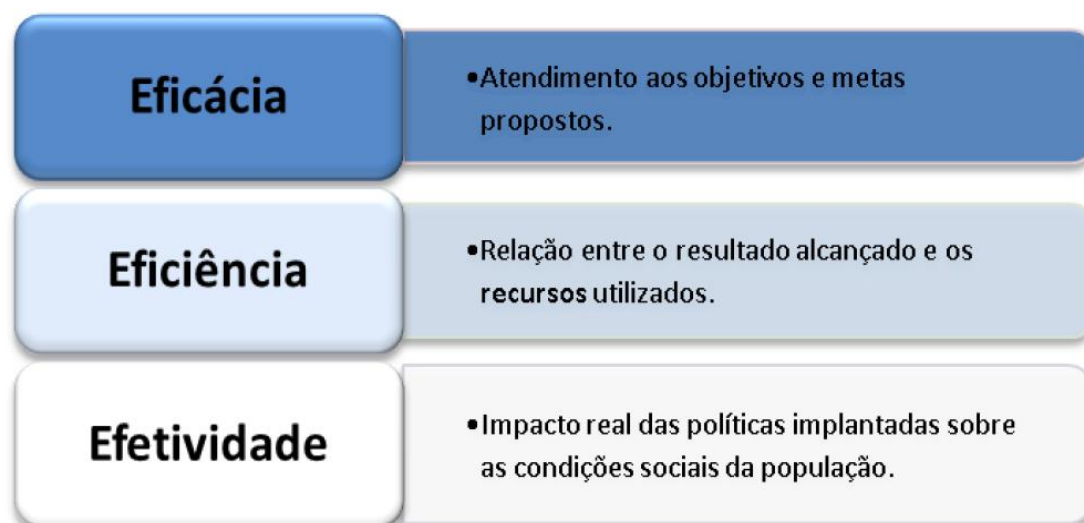 Eficácia
•Atendimento aos objetivos e metas
propostos.
Eficiência
•Relação entre o resultado alcançado e os
recursos utilizados.
Efetividade
•Impacto real das políticas implantadas sobre
as condições sociais da população.